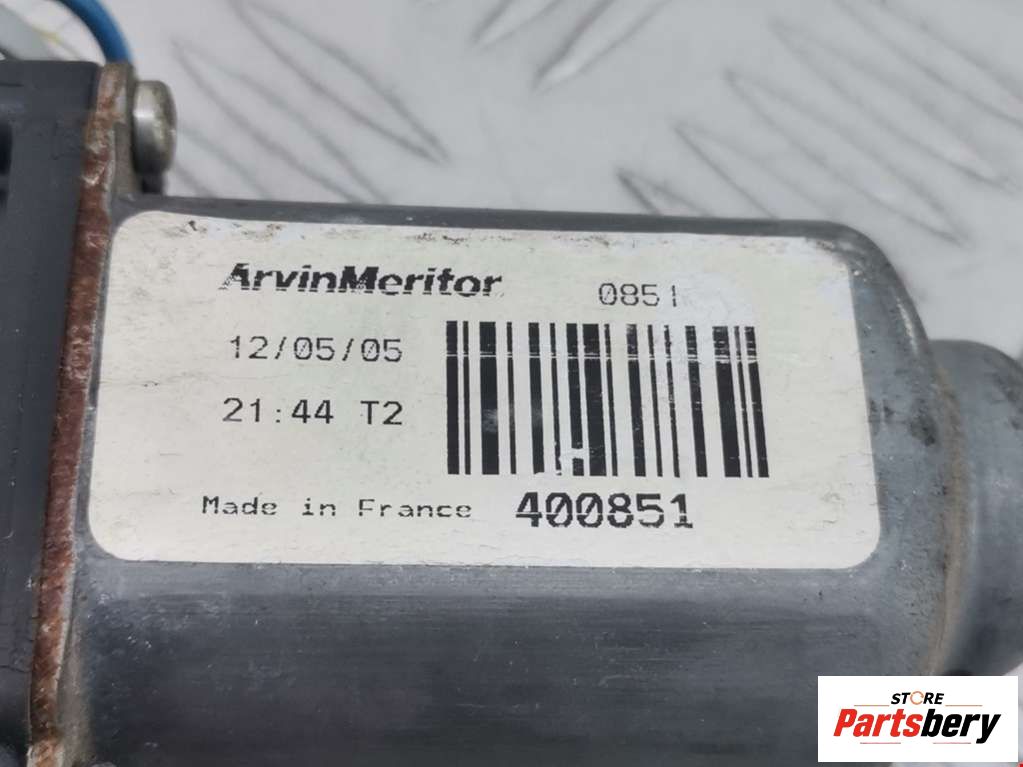 ArvinMeritor 0851
12/05/05
21:44 T2
Made in France 400851
STORE
Partsbery